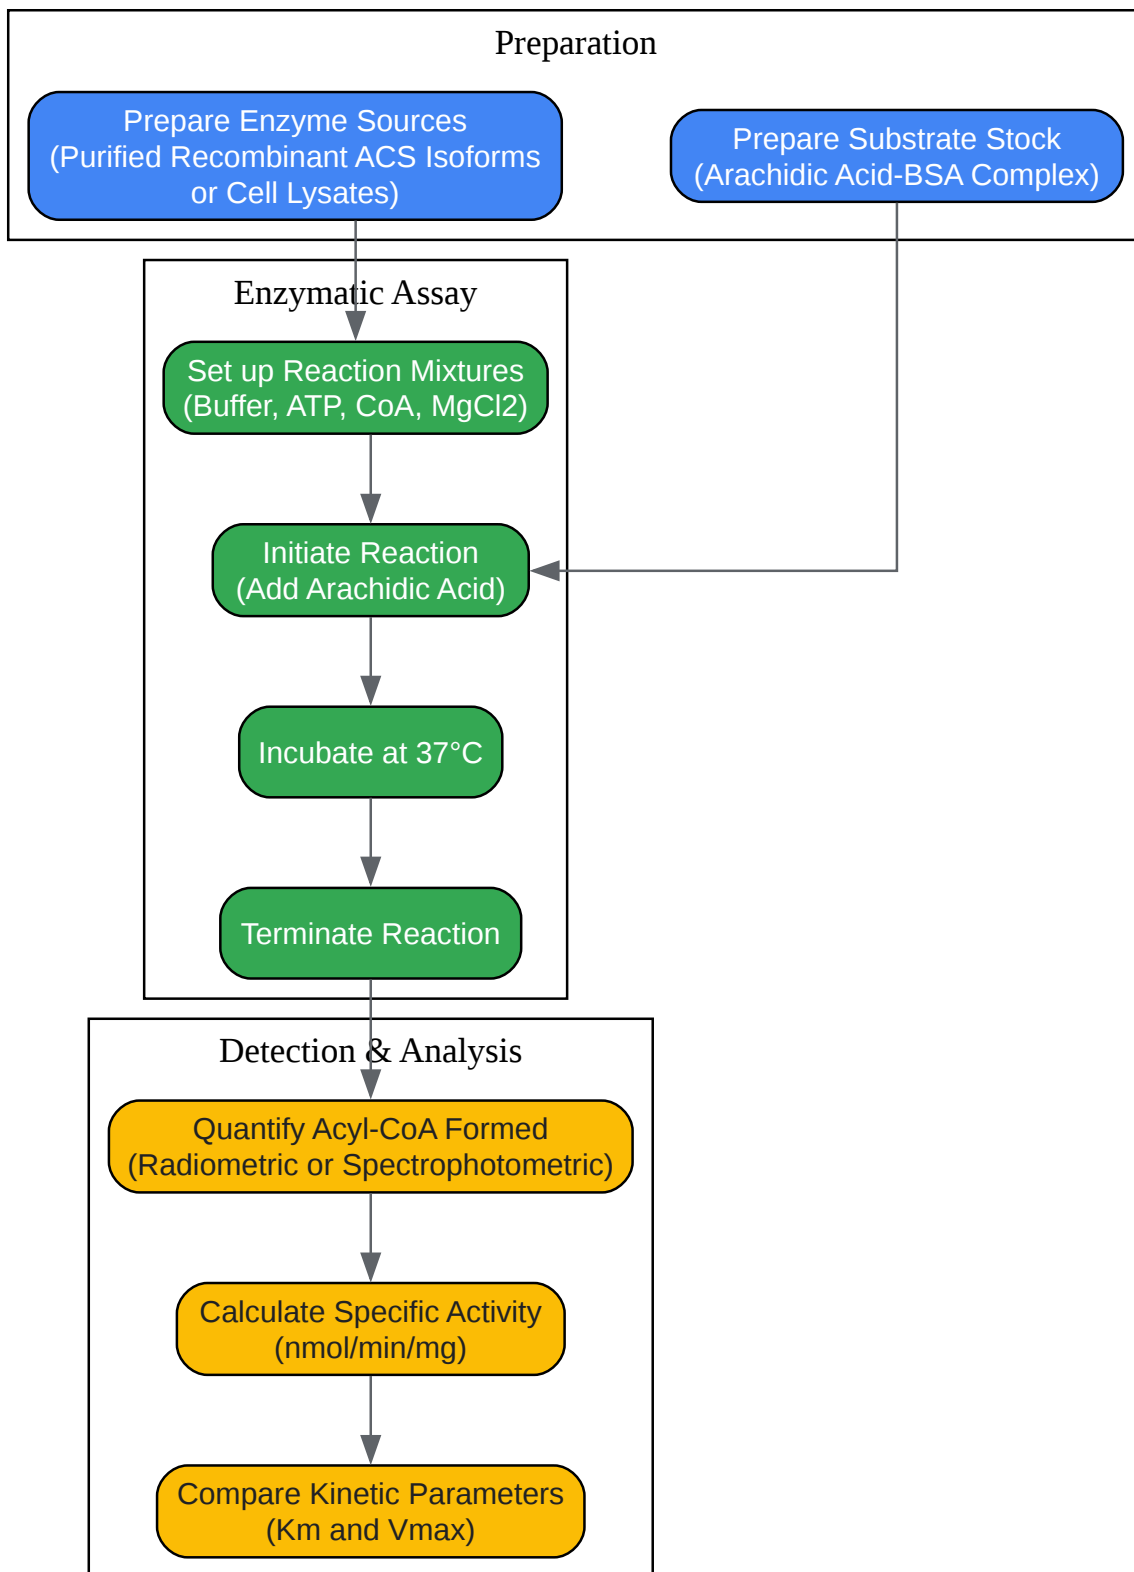 Preparation
Prepare Enzyme Sources
(Purified Recombinant ACS Isoforms
or Cell Lysates)
Prepare Substrate Stock
(Arachidic Acid-BSA Complex)
Enzymatic Assay
Set up Reaction Mixtures
(Buffer, ATP, CoA, MgCl2)
Initiate Reaction
(Add Arachidic Acid)
Incubate at 37°C
Terminate Reaction
Detection & Analysis
Quantify Acyl-CoA Formed
(Radiometric or Spectrophotometric)
Calculate Specific Activity
(nmol/min/mg)
Compare Kinetic Parameters
(Km and Vmax)